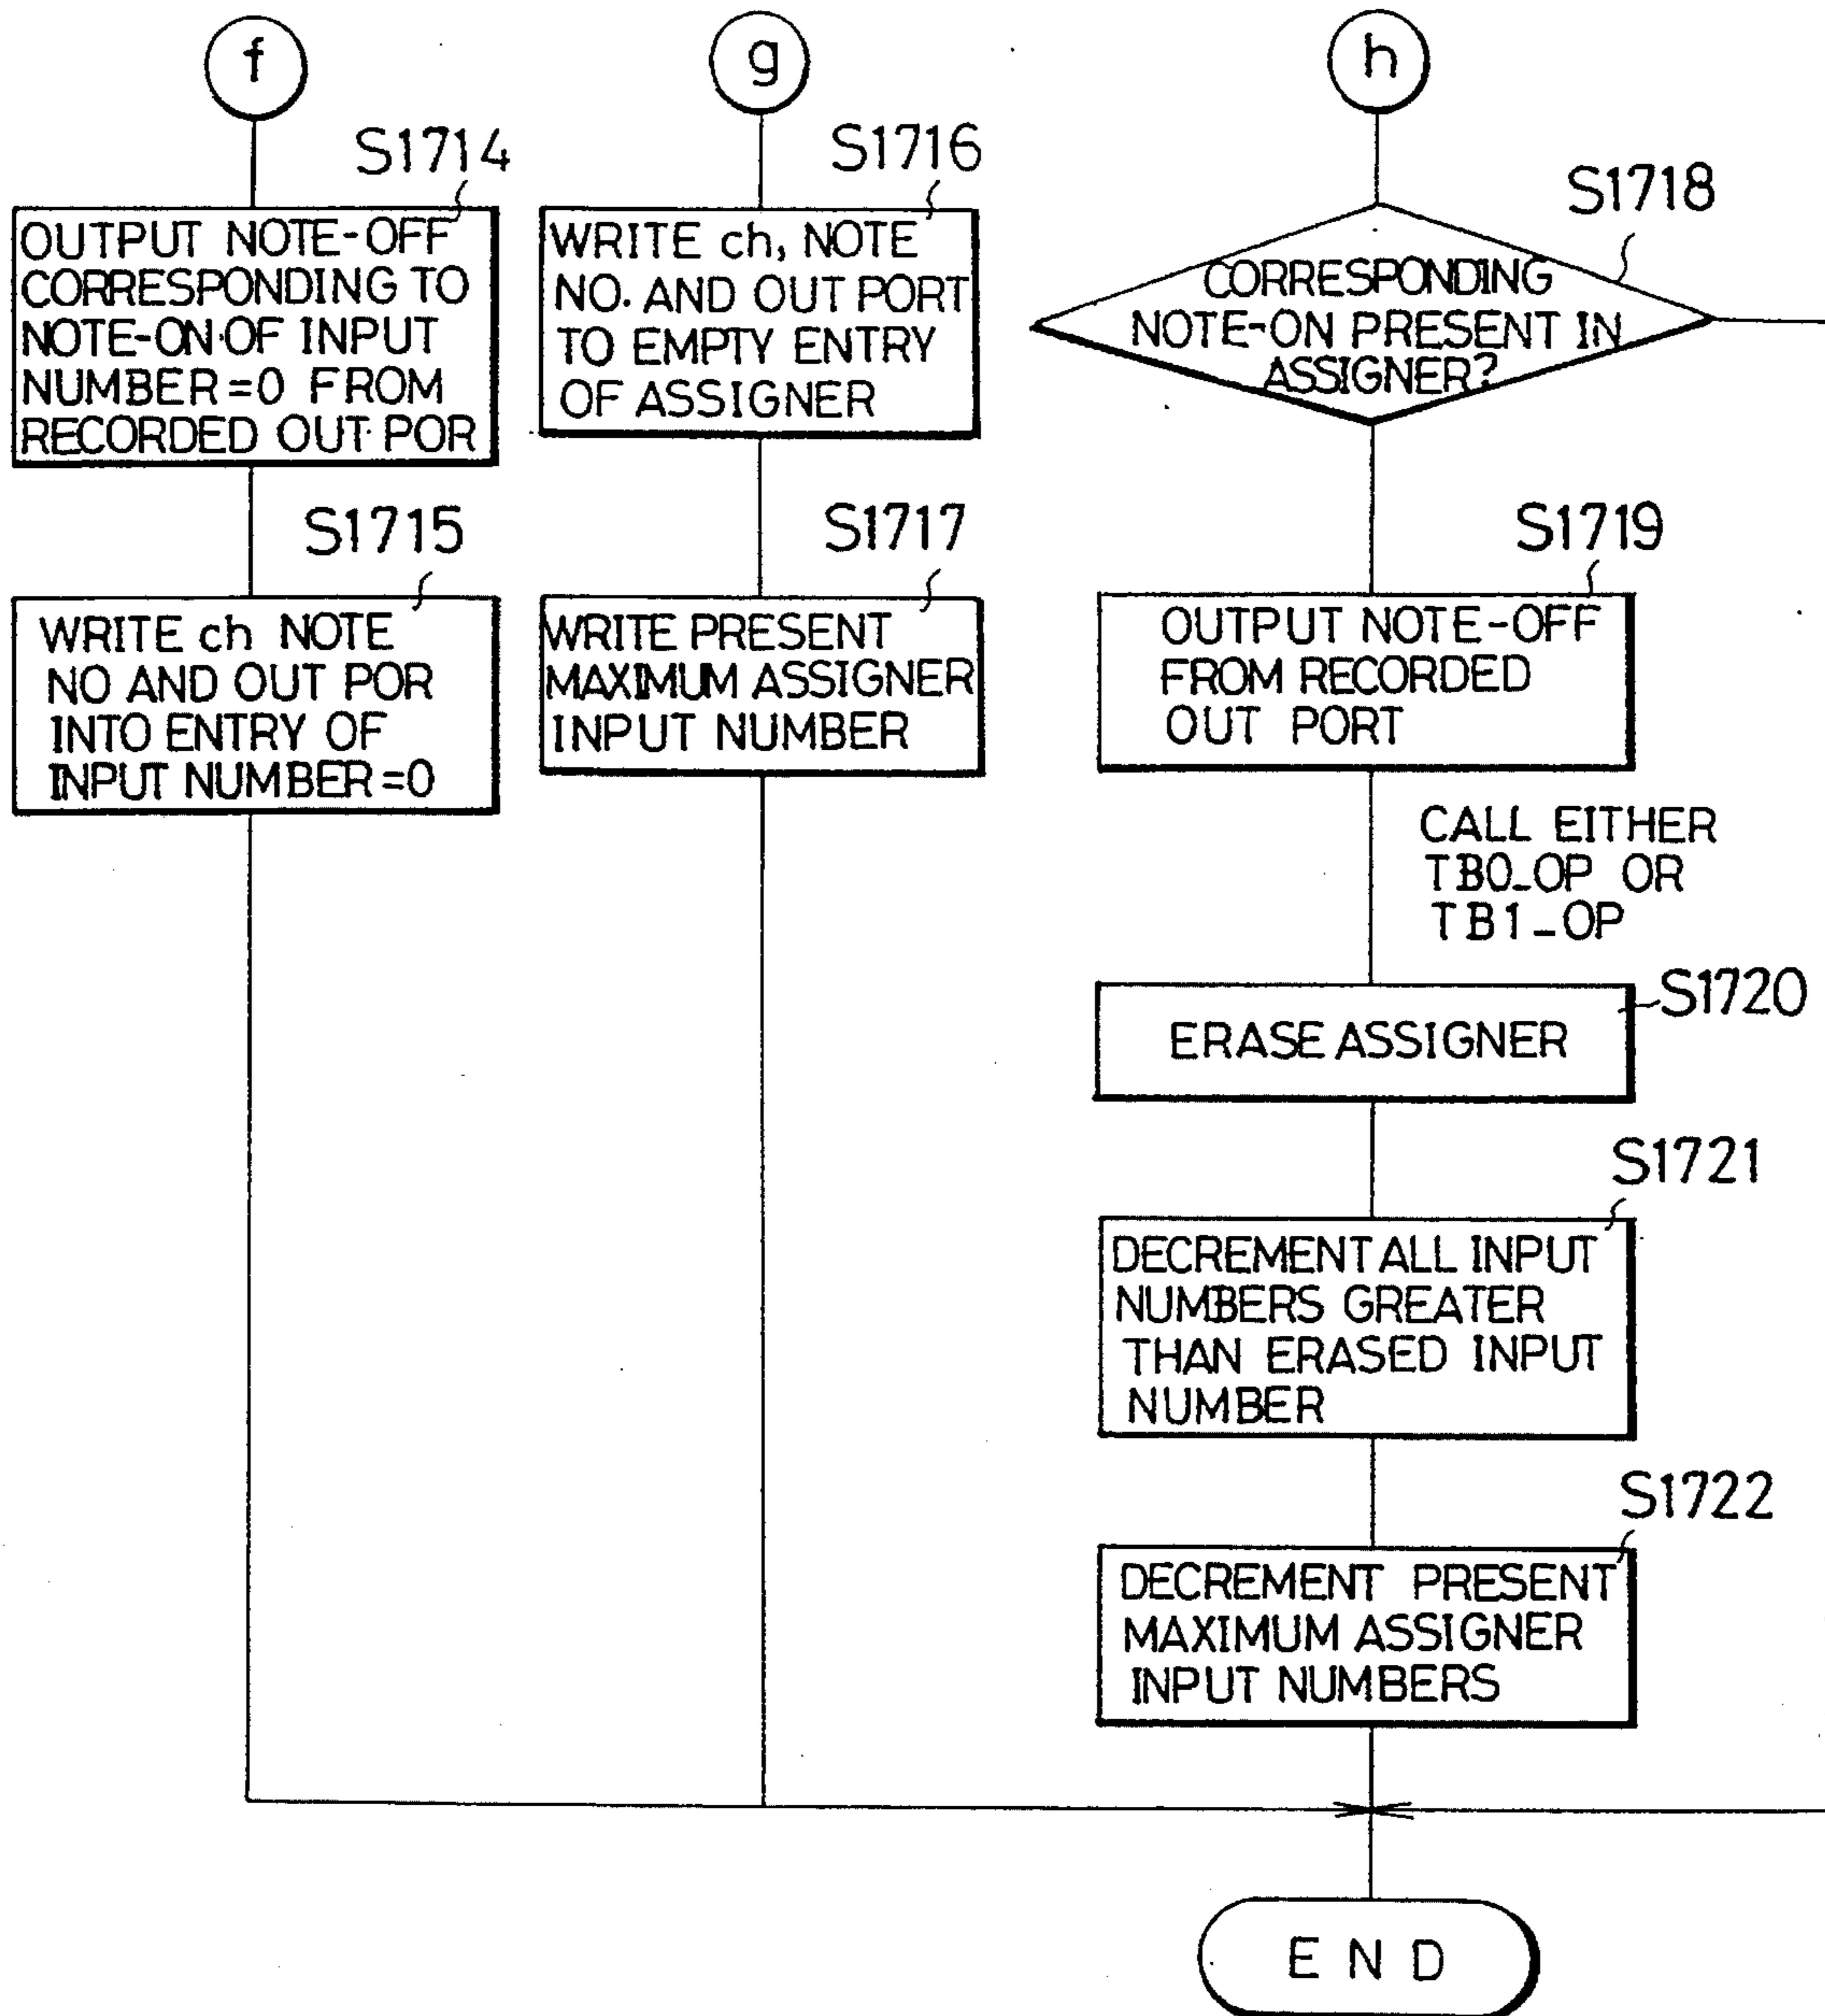 f
S1714
OUTPUT NOTE-OFF
CORRESPONDING TO
NOTE-ON OF INPUT
NUMBER=0 FROM
RECORDED OUT POR
S1715
WRITE ch NOTE
NO AND OUT POR
INTO ENTRY OF
INPUT NUMBER=0
g
S1716
WRITE ch, NOTE
NO. AND OUT PORT
TO EMPTY ENTRY
OF ASSIGNER
S1717
WRITE PRESENT
MAXIMUM ASSIGNER
INPUT NUMBER
h
S1718
CORRESPONDING
NOTE-ON PRESENT IN
ASSIGNER?
S1719
OUTPUT NOTE-OFF
FROM RECORDED
OUT PORT
CALL EITHER
TB0_OP OR
TB1_OP
S1720
ERASE ASSIGNER
S1721
DECREMENT ALL INPUT
NUMBERS GREATER
THAN ERASED INPUT
NUMBER
S1722
DECREMENT PRESENT
MAXIMUM ASSIGNER
INPUT NUMBERS
END